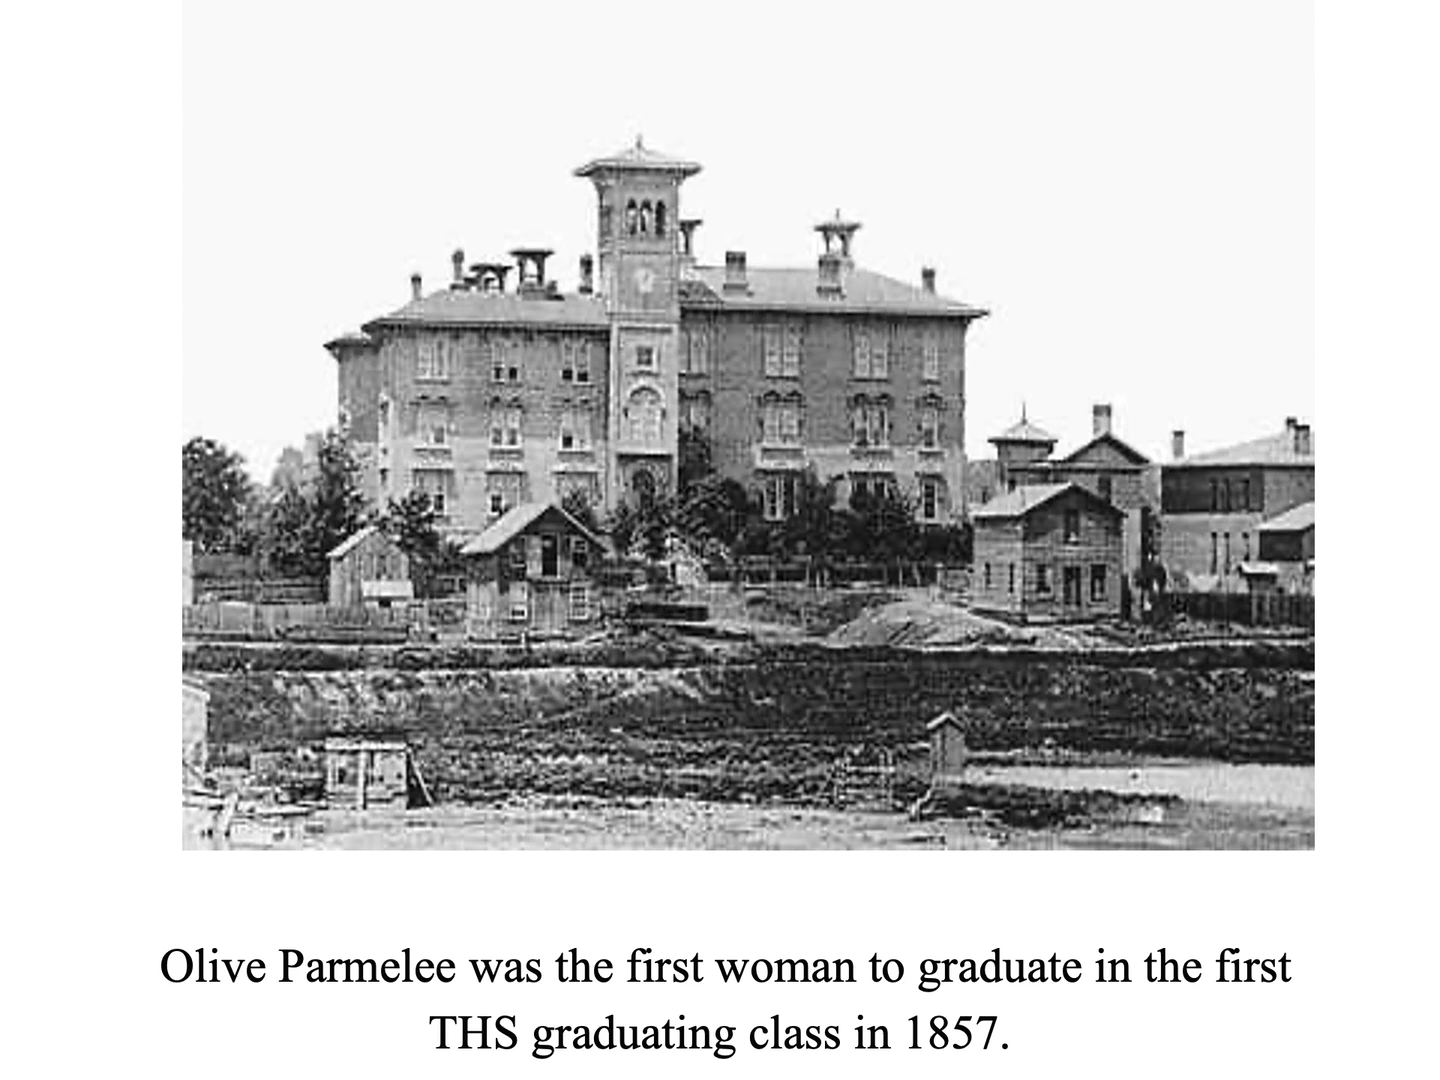 Olive Parmelee was the first woman to graduate in the first
THS graduating class in 1857.